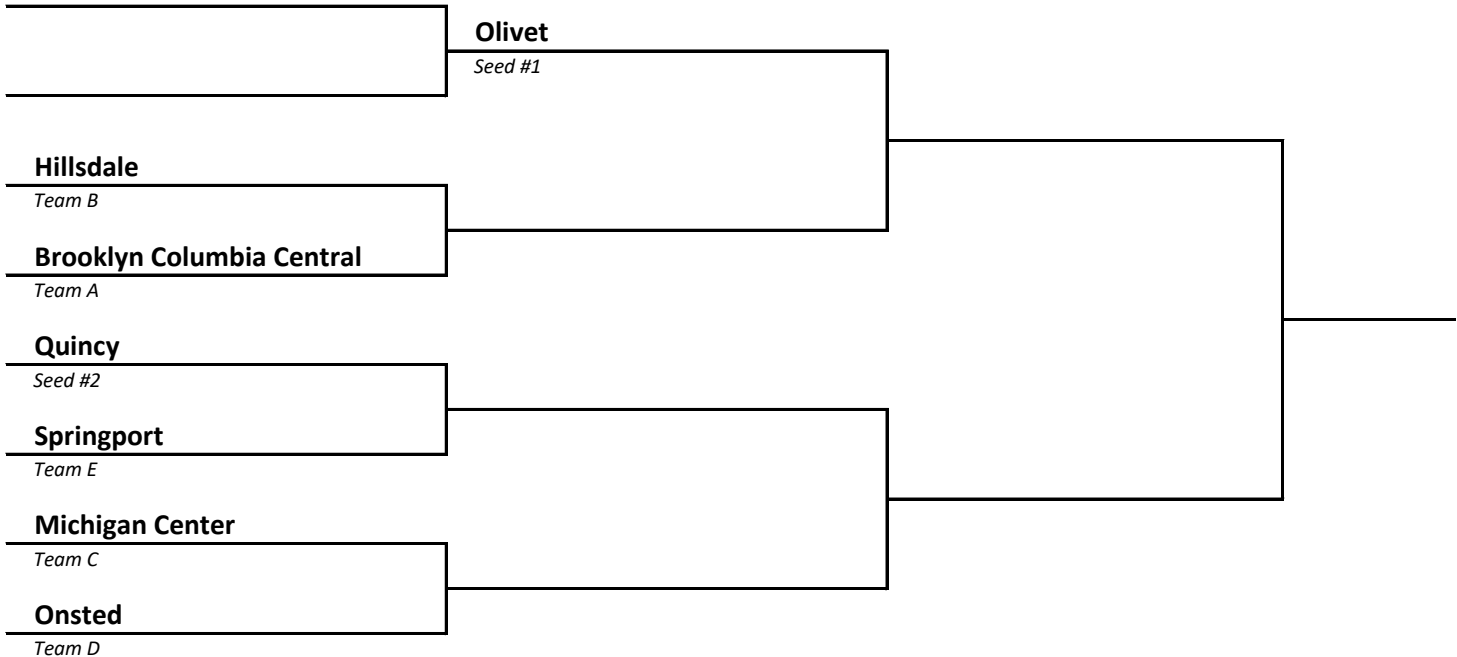 Olivet
Seed #1
Hillsdale
Team B
Brooklyn Columbia Central
Team A
Quincy
Seed #2
Springport
Team E
Michigan Center
Team C
Onsted
Team D